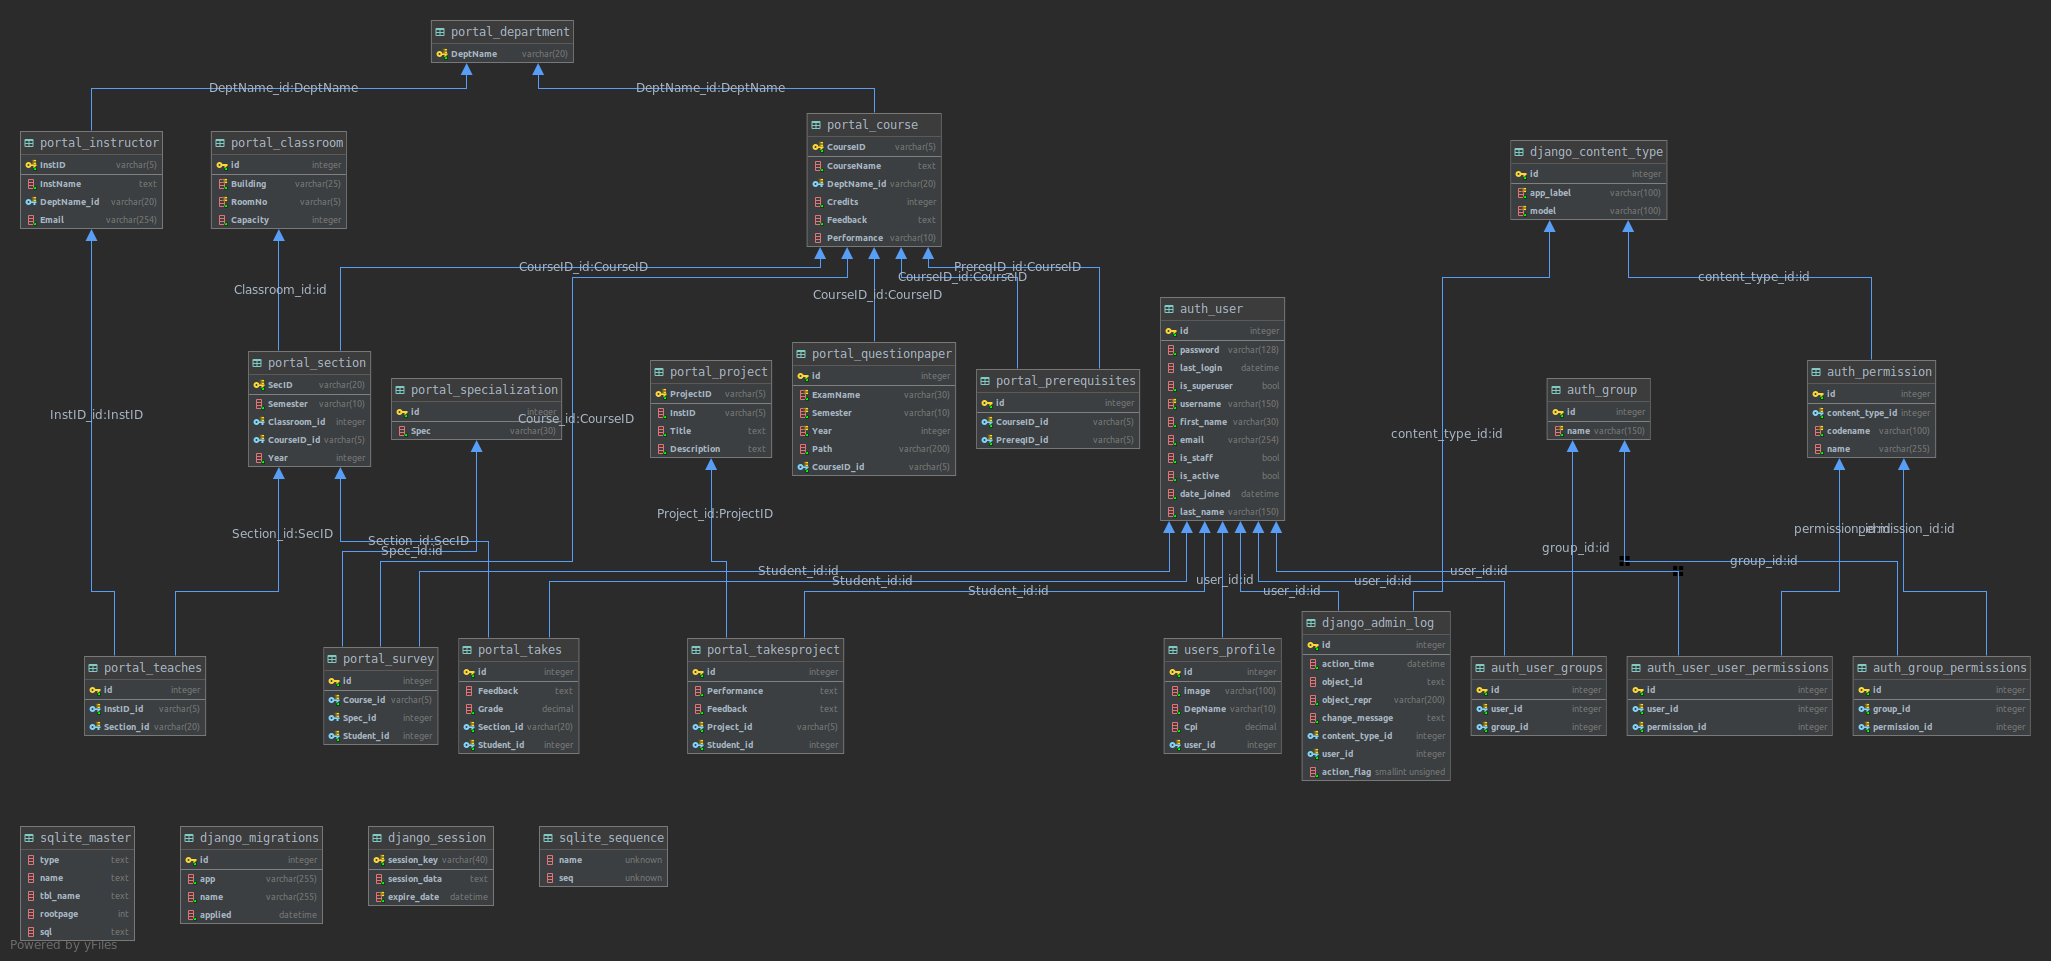 portal_department
DeptName varchar(20)
DeptName_id:DeptName
DeptName_id:DeptName
portal_instructor
InstID varchar(5)
InstName text
DeptName_id varchar(20)
Email varchar(254)
portal_classroom
id integer
Building varchar(25)
RoomNo varchar(5)
Capacity integer
portal_course
CourseID varchar(5)
CourseName text
DeptName_id varchar(20)
Credits integer
Feedback text
Performance varchar(10)
django_content_type
id integer
app_label varchar(100)
model varchar(100)
CourseID_id:CourseID
PrereqID_id:CourseID
CourseID_id:CourseID
content_type_id:id
Classroom_id:id
CourseID_id:CourseID
auth_user
id integer
password varchar(128)
last_login datetime
is_superuser bool
username varchar(150)
first_name varchar(30)
email varchar(254)
is_staff bool
is_active bool
date_joined datetime
last_name varchar(150)
portal_section
SecID varchar(20)
Semester varchar(10)
Classroom_id integer
CourseID_id varchar(5)
Year integer
portal_specialization
id integer
Spec varchar(30)
Course_id:CourseID
portal_project
ProjectID varchar(5)
InstID varchar(5)
Title text
Description text
portal_questionpaper
id integer
ExamName varchar(30)
Semester varchar(10)
Year integer
Path varchar(200)
CourseID_id varchar(5)
portal_prerequisites
id integer
CourseID_id varchar(5)
PrereqID_id varchar(5)
auth_group
id integer
name varchar(150)
auth_permission
id integer
content_type_id integer
codename varchar(100)
name varchar(255)
InstID_id:InstID
content_type_id:id
Project_id:ProjectID
Section_id:SecID
Section_id:SecID
Spec_id:id
permission_id:id
permission_id:id
group_id:id
group_id:id
Student_id:id
Student_id:id
Student_id:id
user_id:id
user_id:id
user_id:id
user_id:id
portal_teaches
id integer
InstID_id varchar(5)
Section_id varchar(20)
portal_survey
id integer
Course_id varchar(5)
Spec_id integer
Student_id integer
portal_takes
id integer
Feedback text
Grade decimal
Section_id varchar(20)
Student_id integer
portal_takesproject
id integer
Performance text
Feedback text
Project_id varchar(5)
Student_id integer
users_profile
id integer
image varchar(100)
DepName varchar(10)
Cpi decimal
user_id integer
django_admin_log
id integer
action_time datetime
object_id text
object_repr varchar(200)
change_message text
content_type_id integer
user_id integer
action_flag smallint unsigned
auth_user_groups
id integer
user_id integer
group_id integer
auth_user_user_permissions
id integer
user_id integer
permission_id integer
auth_group_permissions
id integer
group_id integer
permission_id integer
sqlite_master
type text
name text
tbl_name text
rootpage int
sql text
django_migrations
id integer
app varchar(255)
name varchar(255)
applied datetime
django_session
session_key varchar(40)
session_data text
expire_date datetime
sqlite_sequence
name unknown
seq unknown
Powered by yFiles